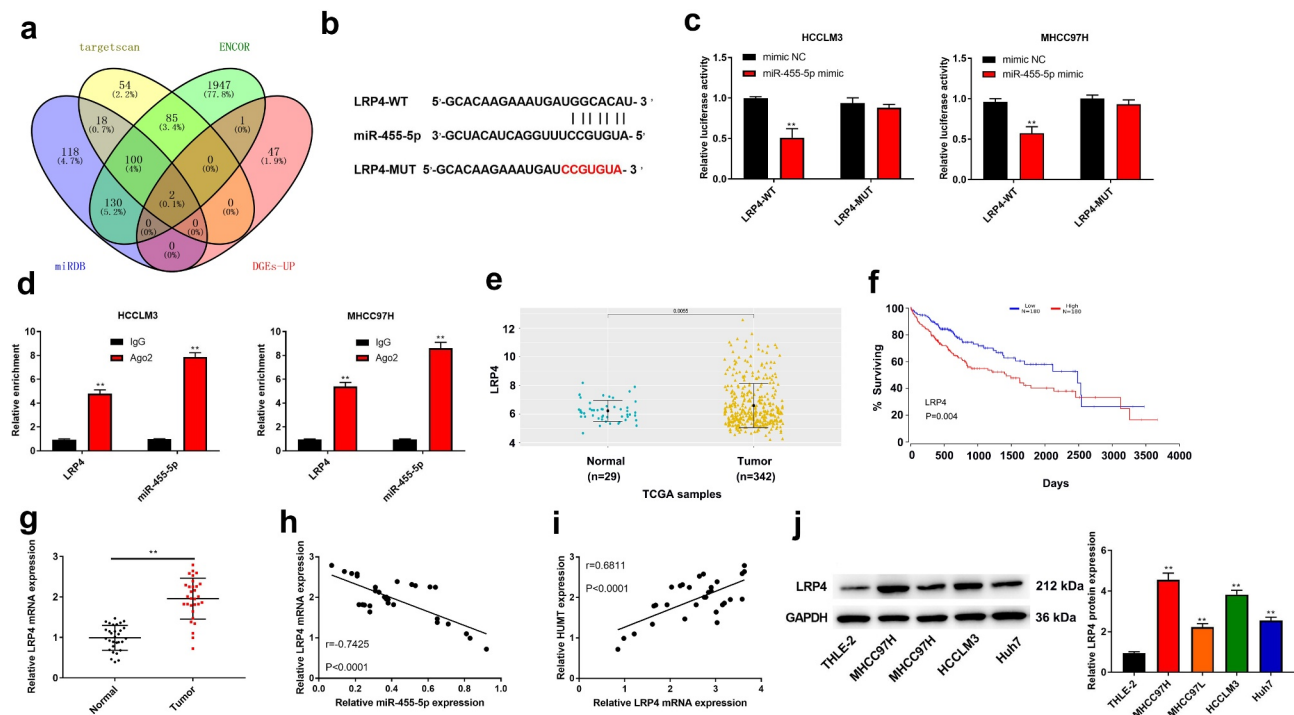 a
targetscan
ENCOR
54
(2.2%)
1947
(77.8%)
18
(0.7%)
85
(3.4%)
1
(0%)
118
(4.7%)
100
(4%)
0
(0%)
47
(1.9%)
2
(0.1%)
130
(5.2%)
0
(0%)
0
(0%)
0
(0%)
0
(0%)
miRDB
DGEs-UP
b
LRP4-WT 5'-GCACAAGAAAUGAUGGCACAU- 3 '
miR-455-5p 3'-GCUACAUCAGGUUUCCGUGUA- 5'
LRP4-MUT 5'-GCACAAGAAAUGAUCCGUGUA- 3 '
c
HCCLM3
mimic NC
miR-455-5p mimic
Relative luciferase activity
1.5
1.0
0.5
0.0
**
LRP4-WT
LRP4-MUT
MHCC97H
mimic NC
miR-455-5p mimic
Relative luciferase activity
1.5
1.0
0.5
0.0
**
LRP4-WT
LRP4-MUT
d
HCCLM3
IgG
Ago2
Relative enrichment
10
8
6
4
2
0
**
**
LRP4
miR-455-5p
MHCC97H
IgG
Ago2
Relative enrichment
10
8
6
4
2
0
**
**
LRP4
miR-455-5p
e
0.0055
LRP4
12
10
8
6
4
Normal
(n=29)
Tumor
(n=342)
TCGA samples
f
Low
N=180
High
N=180
% Surviving
100
80
60
40
20
0
LRP4
P=0.004
0
500
1000
1500
2000
2500
3000
3500
4000
Days
g
Relative LRP4 mRNA expression
3
2
1
0
**
Normal
Tumor
h
Relative LRP4 mRNA expression
3
2
1
0
r=-0.7425
P<0.0001
0.0
0.2
0.4
0.6
0.8
1.0
Relative miR-455-5p expression
i
Relative HUMT expression
3
2
1
0
r=0.6811
P<0.0001
0
1
2
3
4
Relative LRP4 mRNA expression
j
LRP4
212 kDa
GAPDH
36 kDa
THLE-2
MHCC97H
MHCC97H
HCCLM3
Huh7
Relative LRP4 protein expression
6
4
2
0
**
**
**
**
THLE-2
MHCC97H
MHCC97L
HCCLM3
Huh7